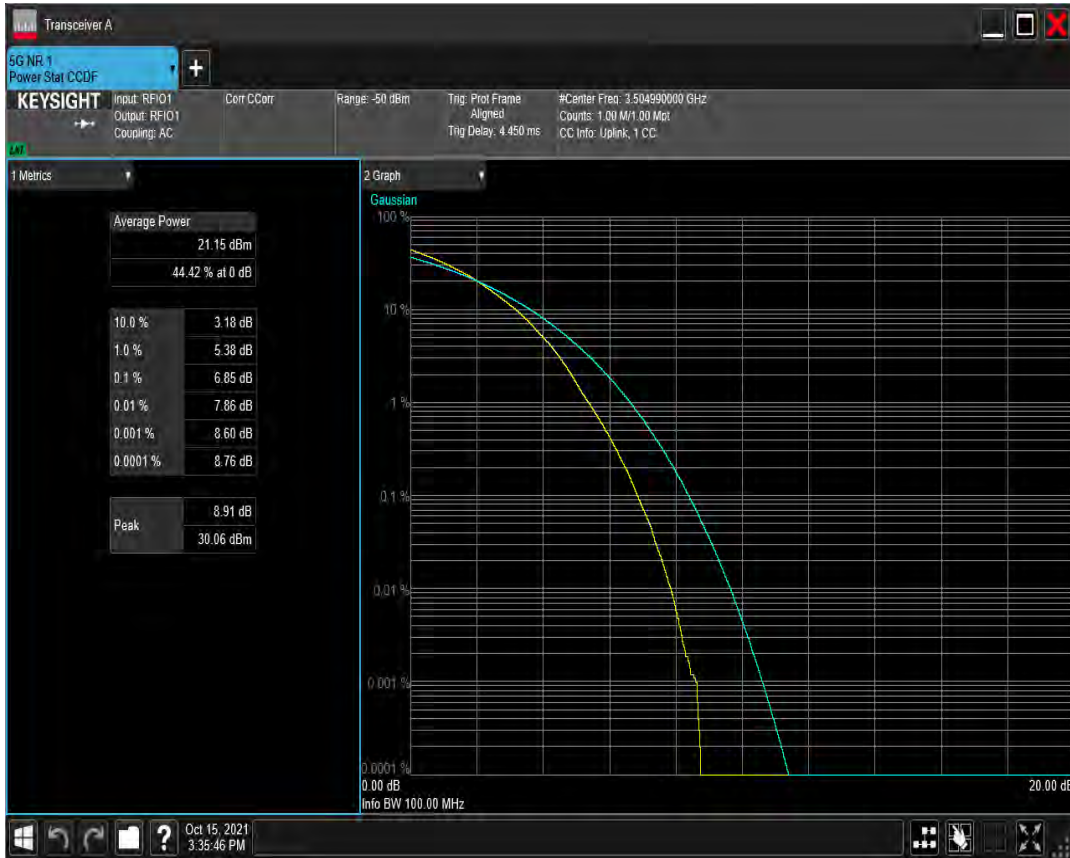 Transceiver A
5G NR 1
Power Stat CCDF
+
KEYSIGHT
Input: RFIO1
Output: RFIO1
Coupling: AC
Corr CCorr
Range: -50 dBm
Trig: Prot Frame
Aligned
Trig Delay: 4.450 ms
#Center Freq: 3.504990000 GHz
Counts: 1.00 M/1.00 Mpt
CC Info: Uplink, 1 CC
LXI
1 Metrics
Average Power
21.15 dBm
44.42 % at 0 dB
10.0 % 3.18 dB
1.0 % 5.38 dB
0.1 % 6.85 dB
0.01 % 7.86 dB
0.001 % 8.60 dB
0.0001 % 8.76 dB
Peak
8.91 dB
30.06 dBm
2 Graph
Gaussian
100 %
10 %
1 %
0.1 %
0.01 %
0.001 %
0.0001 %
0.00 dB 20.00 dB
Info BW 100.00 MHz
?
Oct 15, 2021
3:35:46 PM